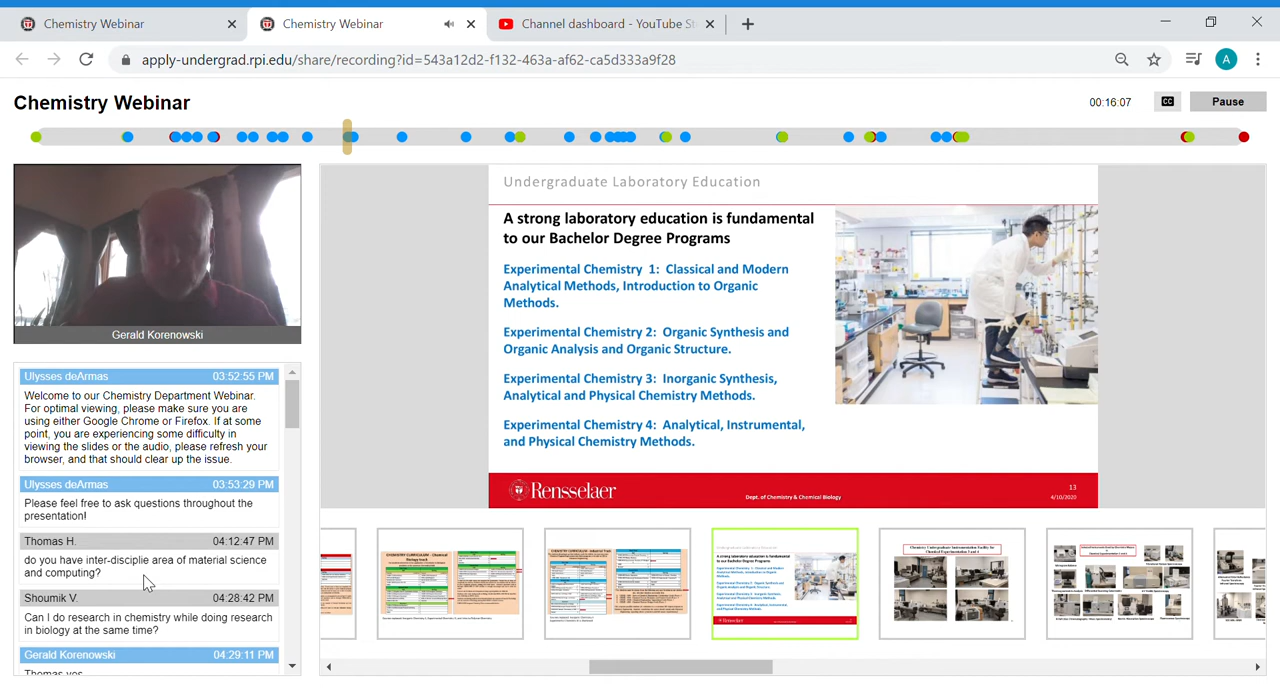 Chemistry Webinar
Chemistry Webinar
Channel dashboard - YouTube St
apply-undergrad.rpi.edu/share/recording?id=543a12d2-f132-463a-af62-ca5d333a9f28
A
Chemistry Webinar
00:16:07
CC
Pause
Gerald Korenowski
Ulysses deArmas 03:52:55 PM
Welcome to our Chemistry Department Webinar.
For optimal viewing, please make sure you are
using either Google Chrome or Firefox. If at some
point, you are experiencing some difficulty in
viewing the slides or the audio, please refresh your
browser, and that should clear up the issue.
Ulysses deArmas 03:53:29 PM
Please feel free to ask questions throughout the
presentation!
Thomas H. 04:12:47 PM
do you have inter-disciplie area of material science
and computing?
Shoumik V. 04:28:42 PM
Can I do research in chemistry while doing research
in biology at the same time?
Gerald Korenowski 04:29:11 PM
Thomas yes
Undergraduate Laboratory Education
A strong laboratory education is fundamental
to our Bachelor Degree Programs
Experimental Chemistry 1: Classical and Modern
Analytical Methods, Introduction to Organic
Methods.
Experimental Chemistry 2: Organic Synthesis and
Organic Analysis and Organic Structure.
Experimental Chemistry 3: Inorganic Synthesis,
Analytical and Physical Chemistry Methods.
Experimental Chemistry 4: Analytical, Instrumental,
and Physical Chemistry Methods.
Rensselaer
Dept. of Chemistry & Chemical Biology
13
4/10/2020